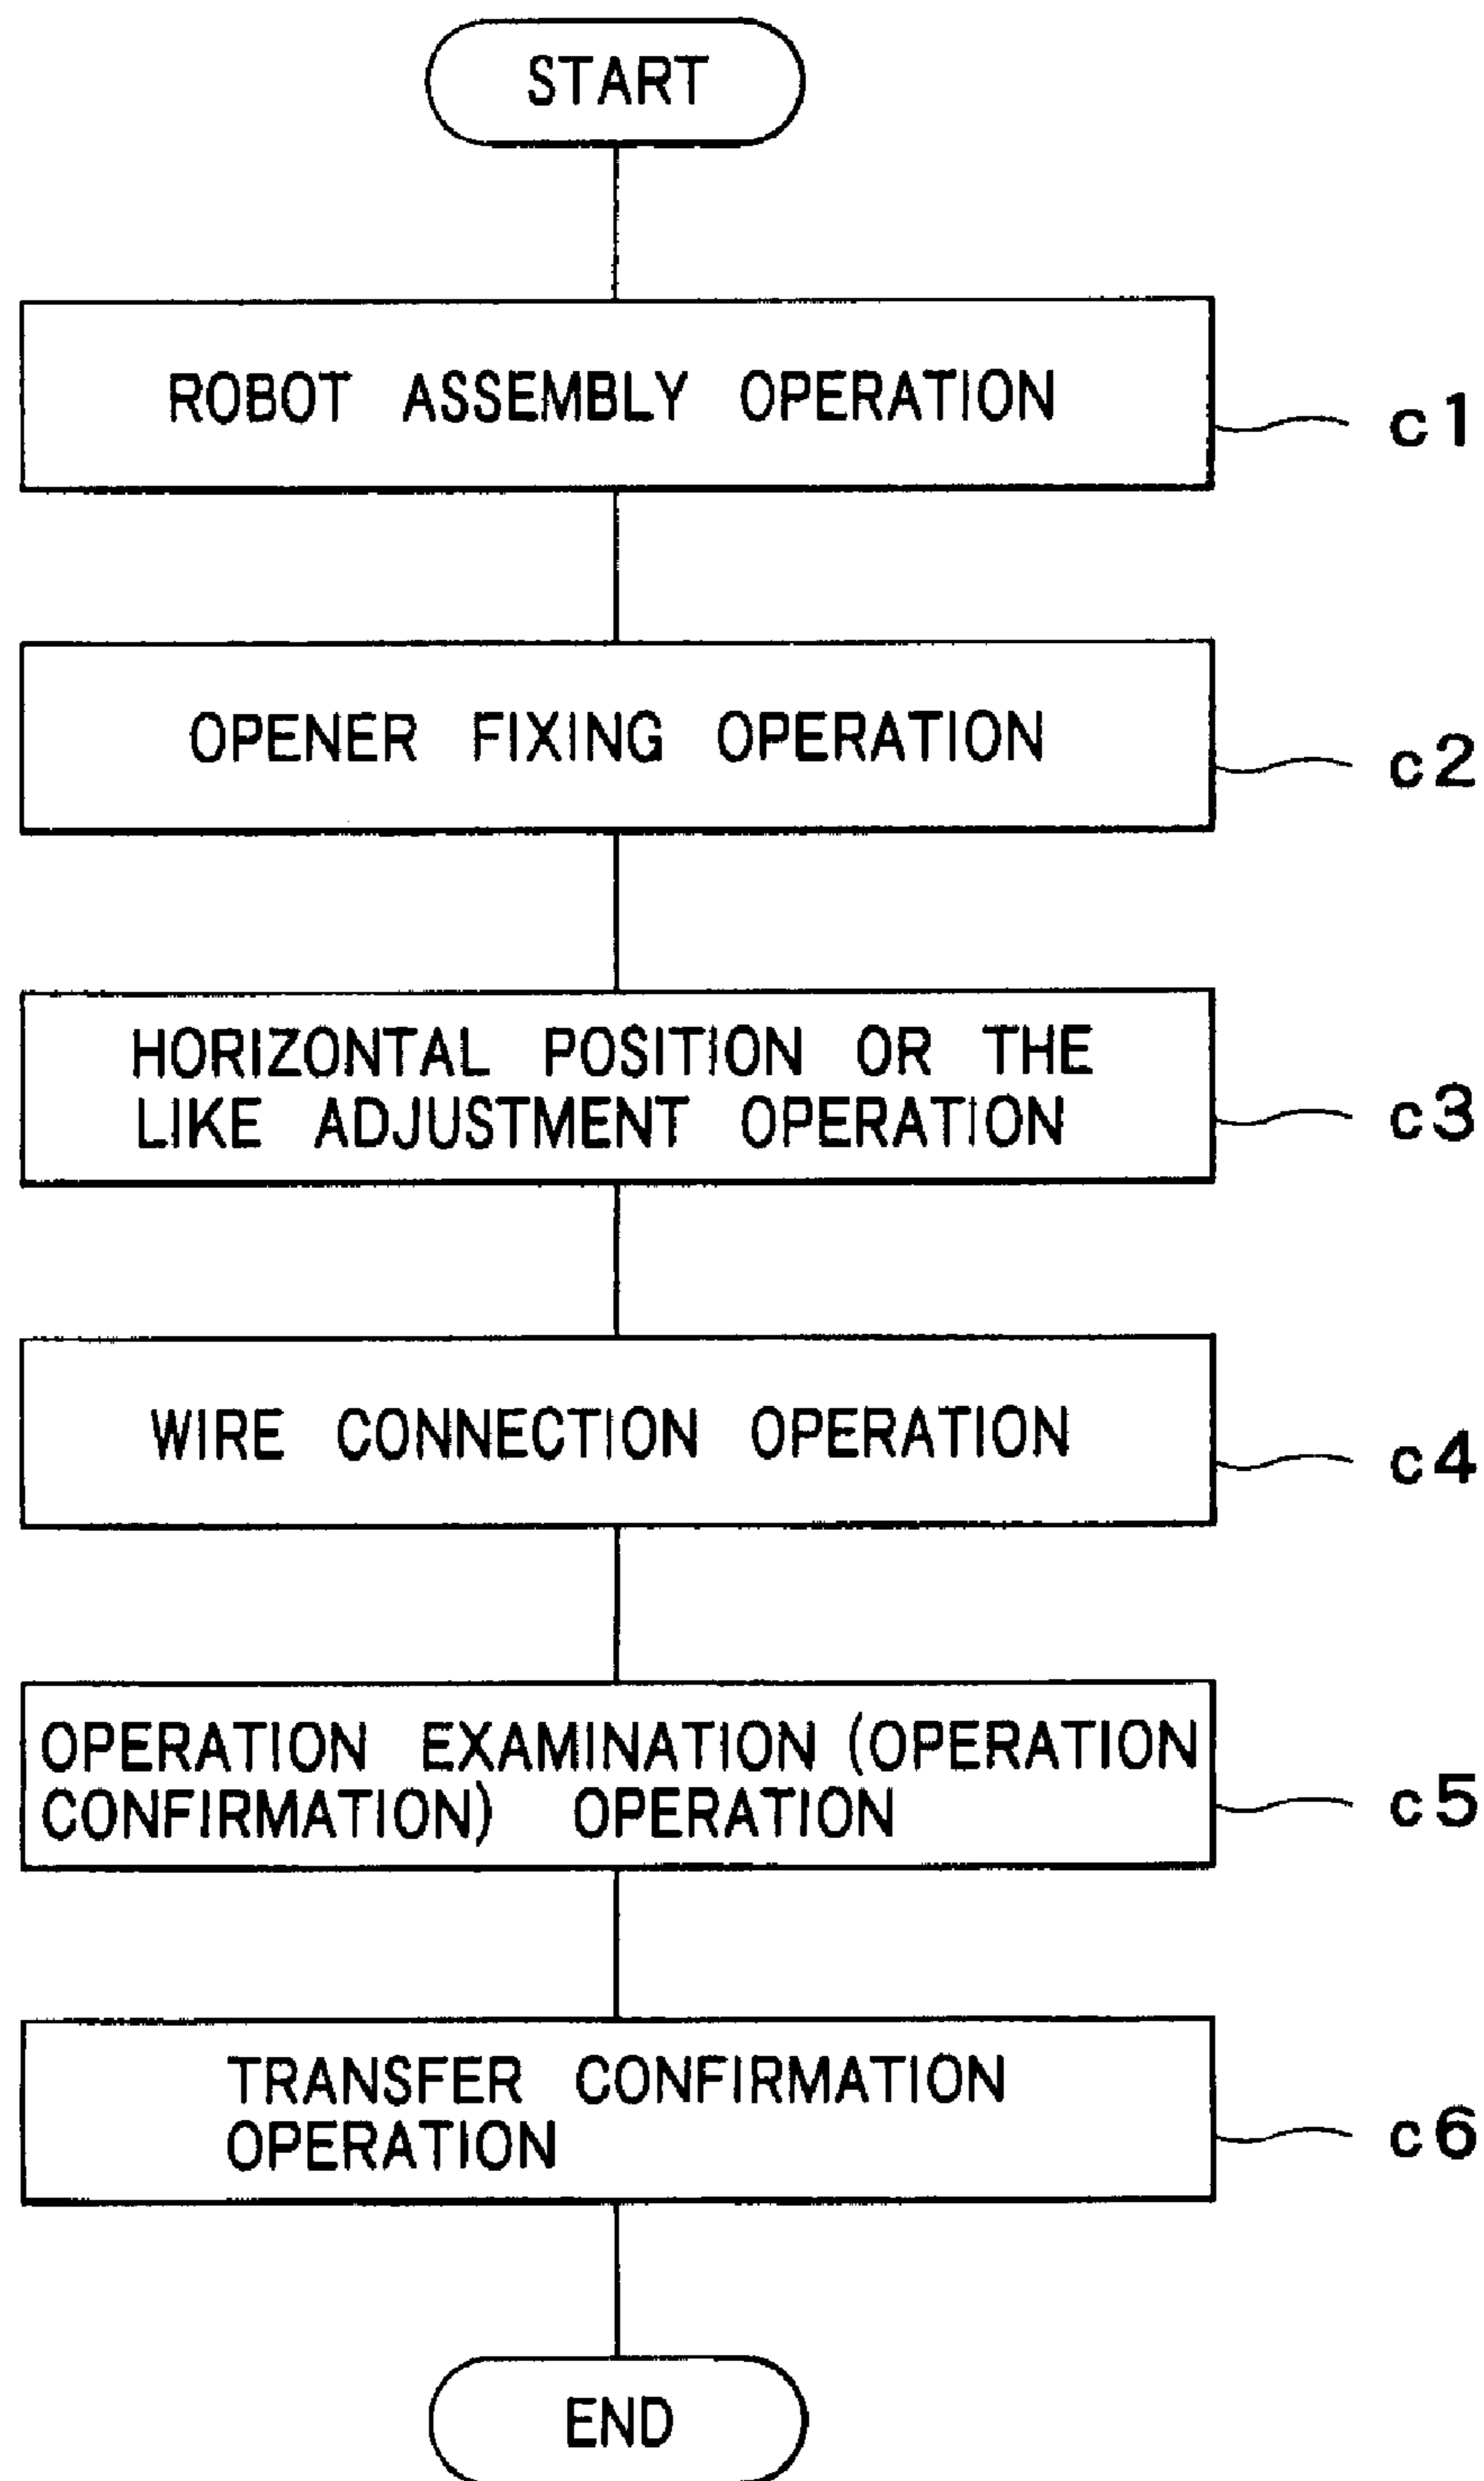 START
ROBOT ASSEMBLY OPERATION
c1
OPENER FIXING OPERATION
c2
HORIZONTAL POSITION OR THE
LIKE ADJUSTMENT OPERATION
c3
WIRE CONNECTION OPERATION
c4
OPERATION EXAMINATION (OPERATION
CONFIRMATION) OPERATION
c5
TRANSFER CONFIRMATION
OPERATION
c6
END